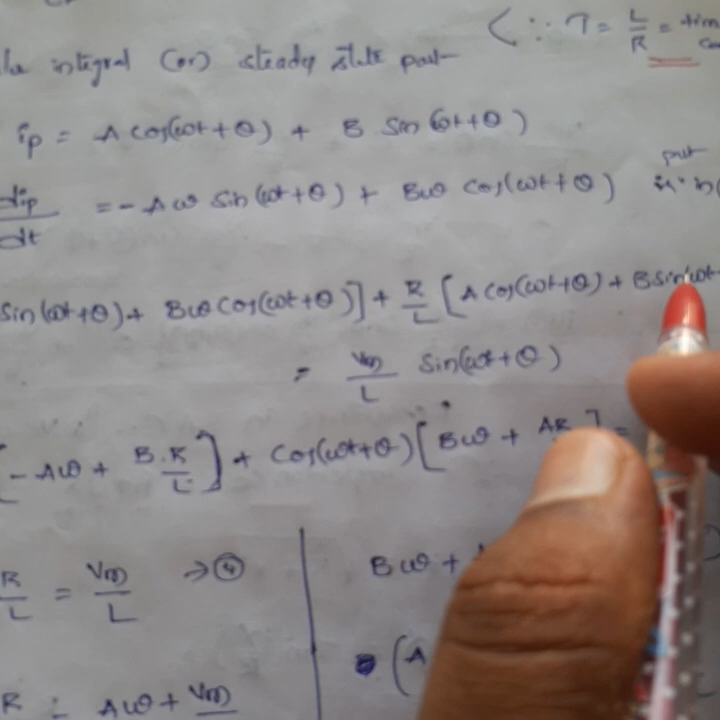 (∵ T = L/R = tim
integral (or) steady state part
ip = A cos(ωt + θ) + B sin(ωt + θ)
dip/dt = -Aω sin(ωt + θ) + Bω cos(ωt + θ) put
sin(ωt + θ) + Bω cos(ωt + θ)] + R/L [A cos(ωt + θ) + B sin(ωt
= Vm/L sin(ωt + θ)
[-Aω + B.R/L] + cos(ωt + θ)[Bω + AR ] =
R/L = Vm/L → ④
Bω +
(A
R = Aω + Vm